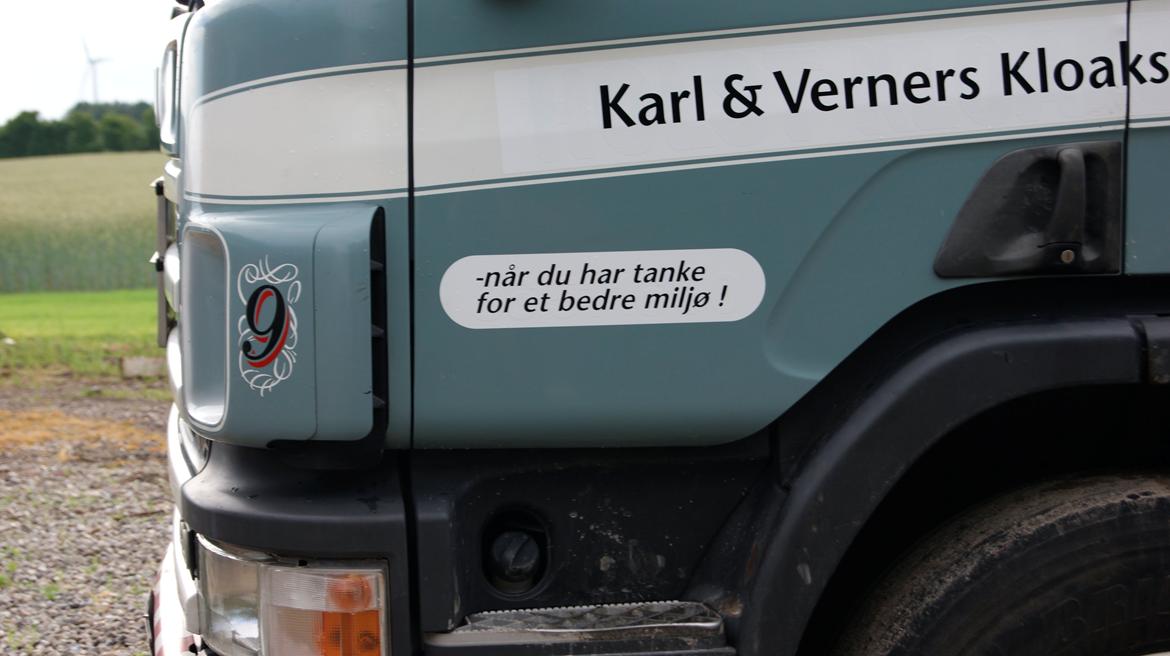 Karl & Verners Kloaks
-når du har tanke
for et bedre miljø !
9